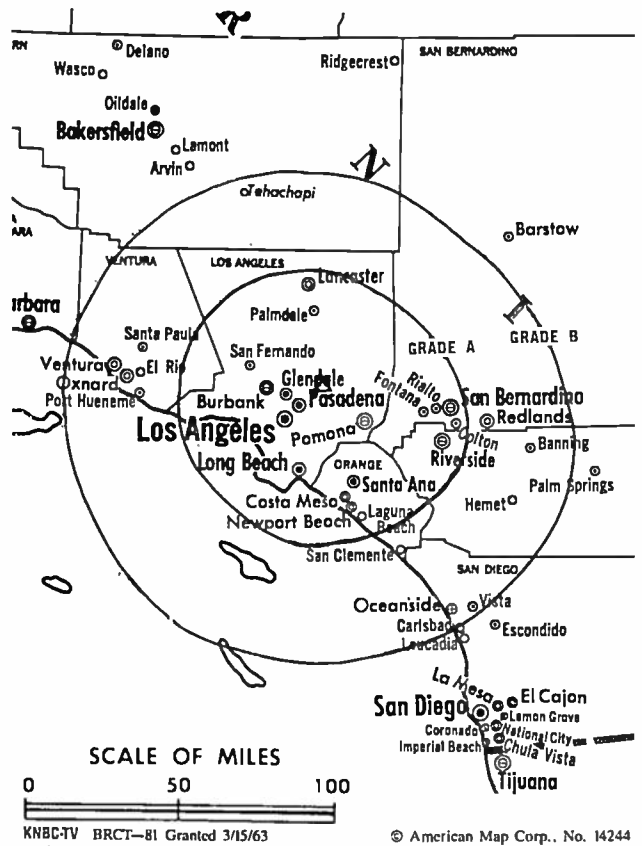 RN
Delano
SAN BERNARDINO
Wasco
Ridgecrest
Oildale
Bakersfield
Lamont
Arvin
N
Tehachapi
ARA
Barstow
VENTURA
LOS ANGELES
Lancaster
arbara
Palmdale
Santa Paula
GRADE A
GRADE B
San Fernando
Ventura
El Rio
Oxnard
Port Hueneme
Burbank
Glendale
Pasadena
Fontana
Rialto
San Bernardino
Redlands
Los Angeles
Pomona
Colton
Riverside
Banning
Long Beach
ORANGE
Palm Springs
Santa Ana
Costa Mesa
Newport Beach
Laguna
Beach
Hemet
San Clemente
SAN DIEGO
Oceanside
Vista
Carlsbad
Escondido
Leucadia
La Mesa
El Cajon
San Diego
Lemon Grove
Coronado
National City
Imperial Beach
Chula Vista
Tijuana
SCALE OF MILES
0 50 100
KNBC-TV BRCT—81 Granted 3/15/63
© American Map Corp., No. 14244